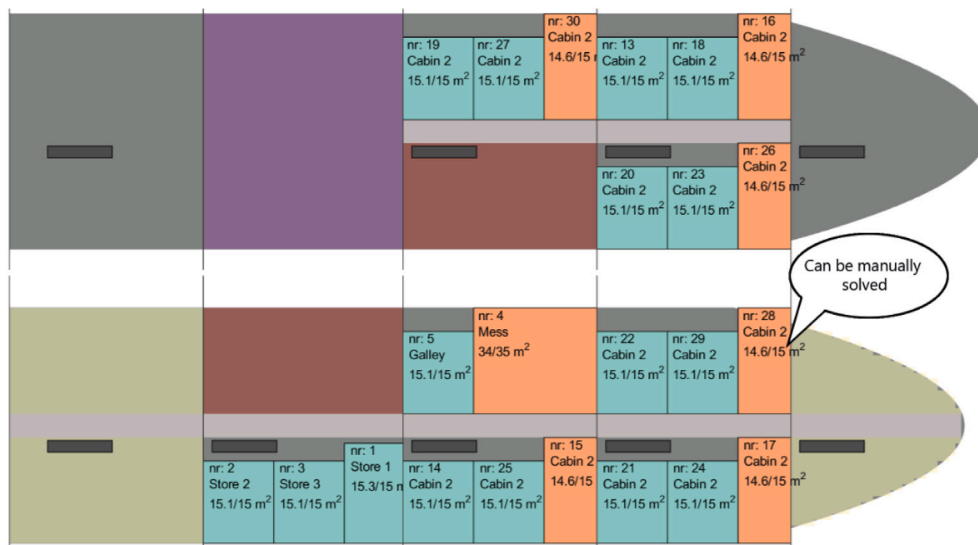 nr: 19
Cabin 2
15.1/15 m²
nr: 27
Cabin 2
15.1/15 m²
nr: 30
Cabin 2
14.6/15 m
nr: 13
Cabin 2
15.1/15 m²
nr: 18
Cabin 2
15.1/15 m²
nr: 16
Cabin 2
14.6/15 m²
nr: 20
Cabin 2
15.1/15 m²
nr: 23
Cabin 2
15.1/15 m²
nr: 26
Cabin 2
14.6/15 m²
Can be manually
solved
nr: 5
Galley
15.1/15 m²
nr: 4
Mess
34/35 m²
nr: 22
Cabin 2
15.1/15 m²
nr: 29
Cabin 2
15.1/15 m²
nr: 28
Cabin 2
14.6/15 m²
nr: 2
Store 2
15.1/15 m²
nr: 3
Store 3
15.1/15 m²
nr: 1
Store 1
15.3/15 m
nr: 14
Cabin 2
15.1/15 m²
nr: 25
Cabin 2
15.1/15 m²
nr: 15
Cabin 2
14.6/15
nr: 21
Cabin 2
15.1/15 m²
nr: 24
Cabin 2
15.1/15 m²
nr: 17
Cabin 2
14.6/15 m²